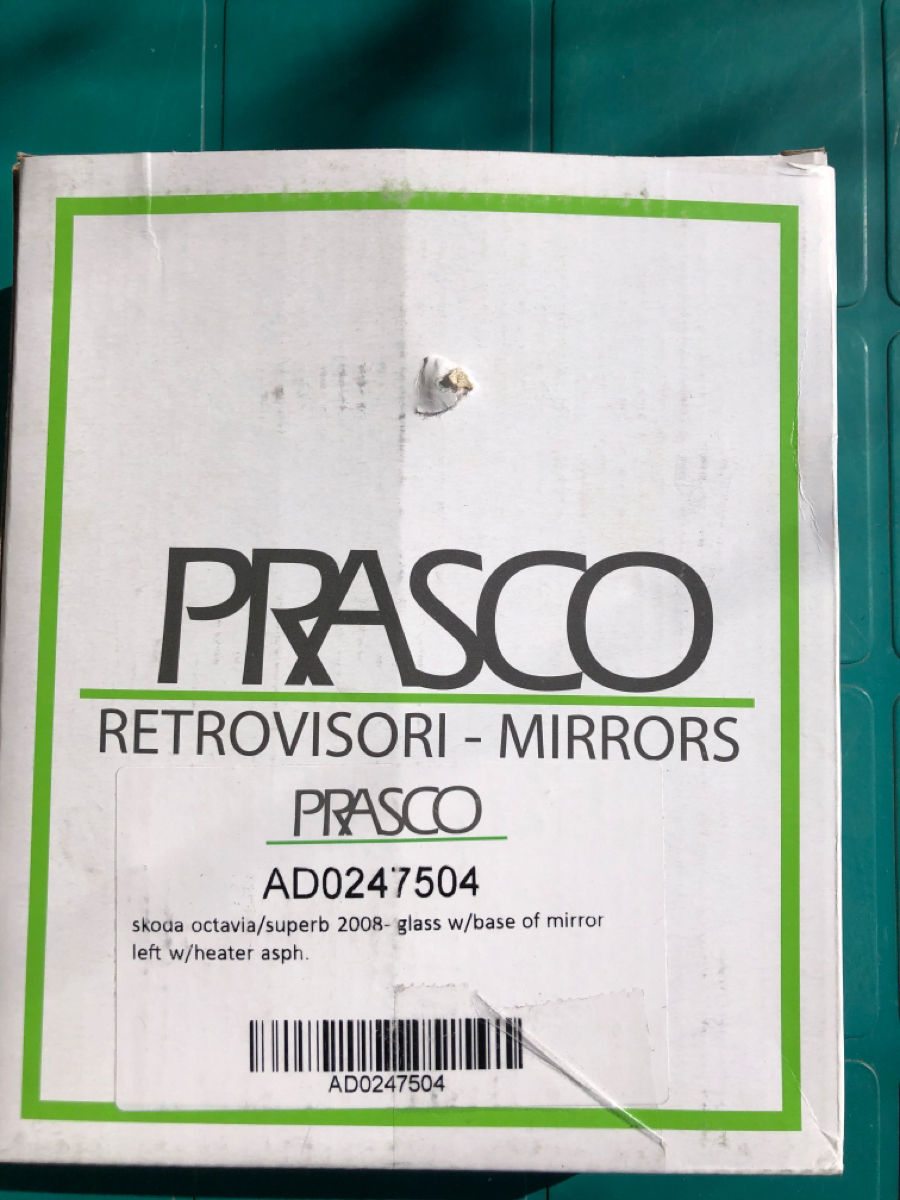 PRASCO
RETROVISORI - MIRRORS
PRASCO
AD0247504
skoda octavia/superb 2008- glass w/base of mirror
left w/heater asph.
AD0247504